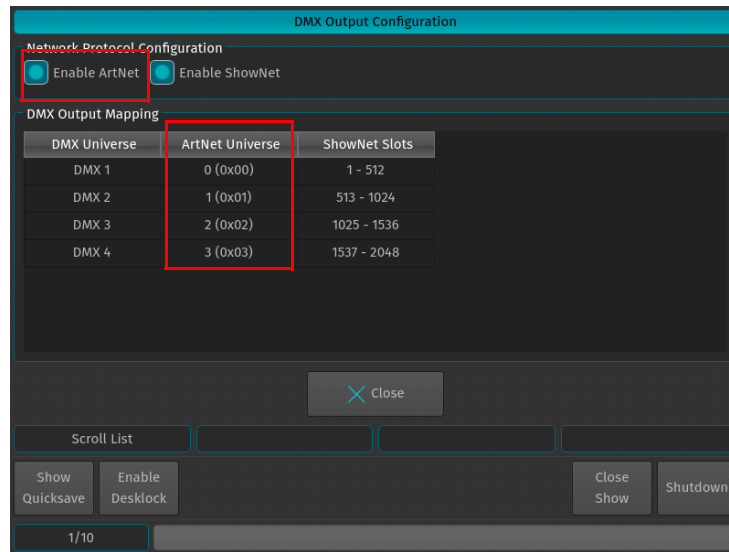 DMX Output Configuration
Network Protocol Configuration
Enable ArtNet Enable ShowNet
DMX Output Mapping
DMX Universe ArtNet Universe ShowNet Slots
DMX 1 0 (0x00) 1 - 512
DMX 2 1 (0x01) 513 - 1024
DMX 3 2 (0x02) 1025 - 1536
DMX 4 3 (0x03) 1537 - 2048
Close
Scroll List
Show Enable Close Shutdown
Quicksave Desklock Show
1/10